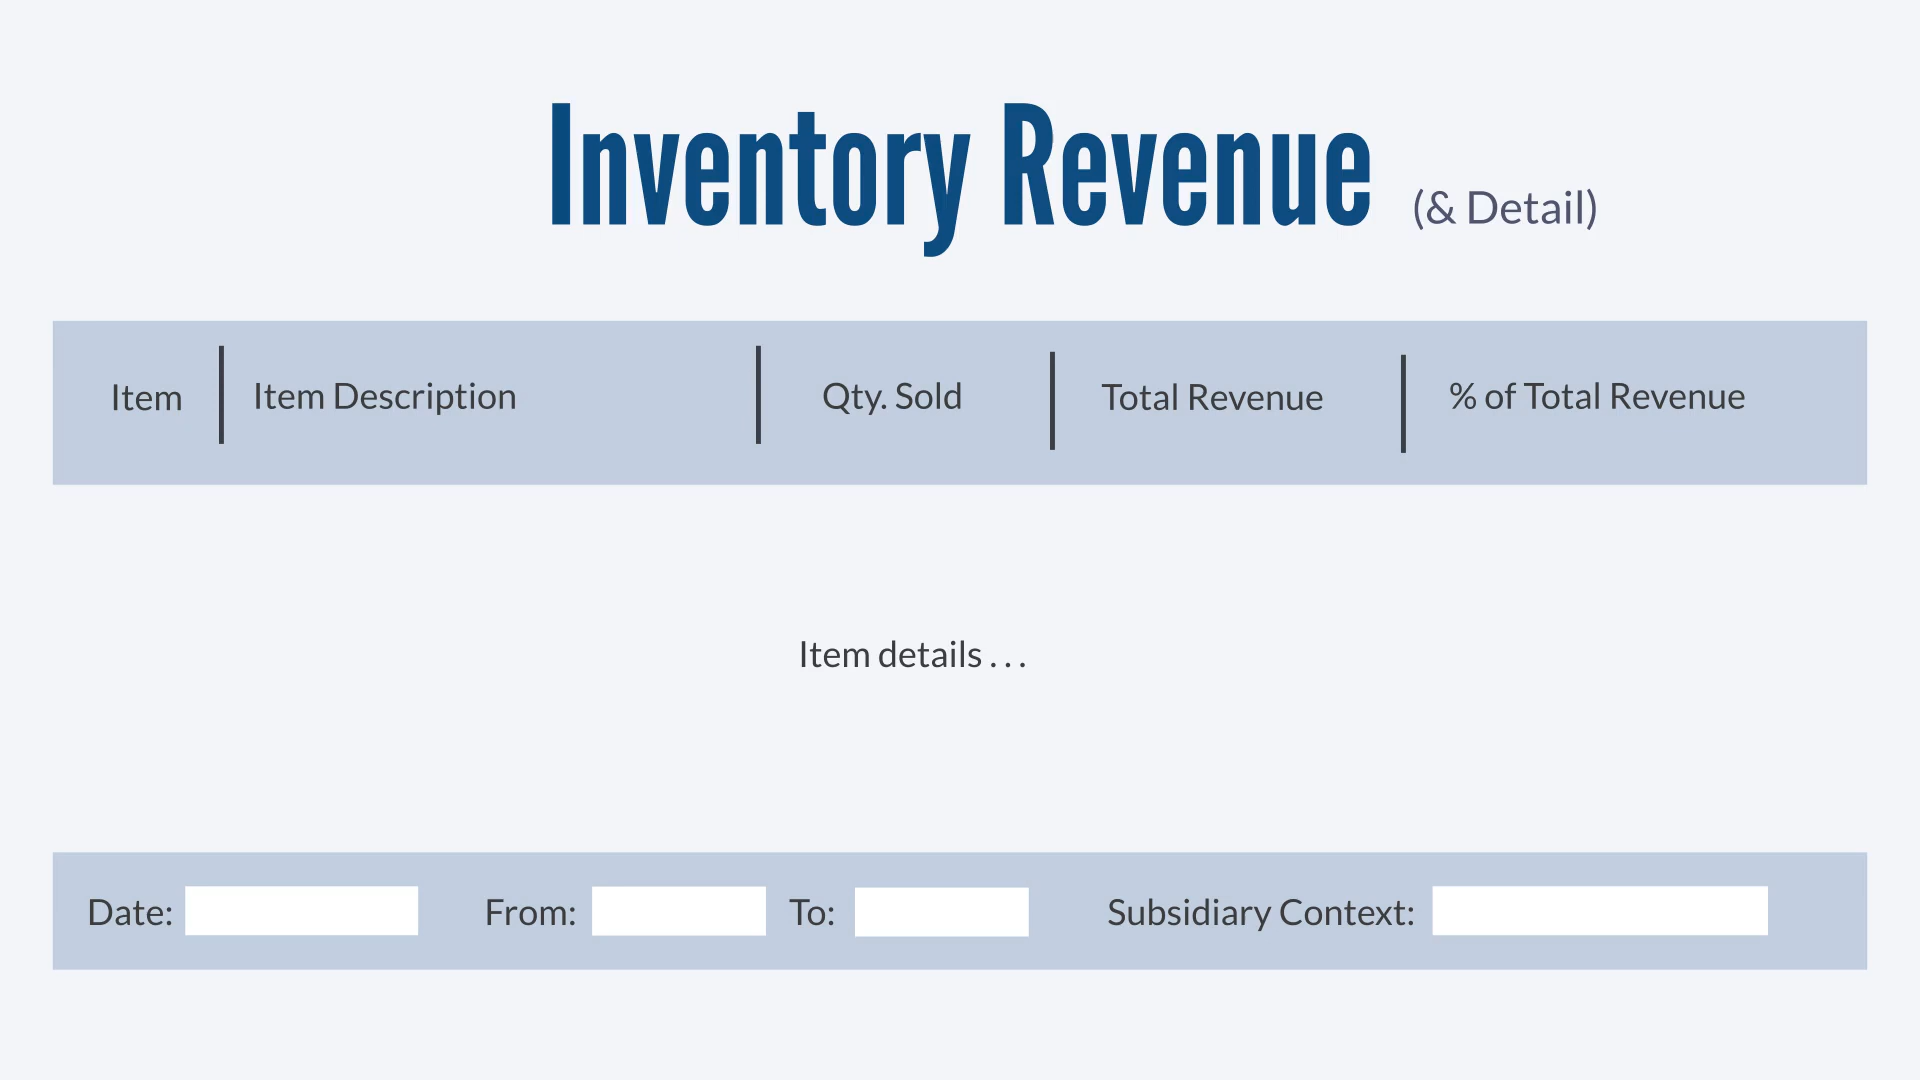 Inventory Revenue (& Detail)
Item Item Description Qty. Sold Total Revenue % of Total Revenue
Item details . . .
Date: From: To: Subsidiary Context: